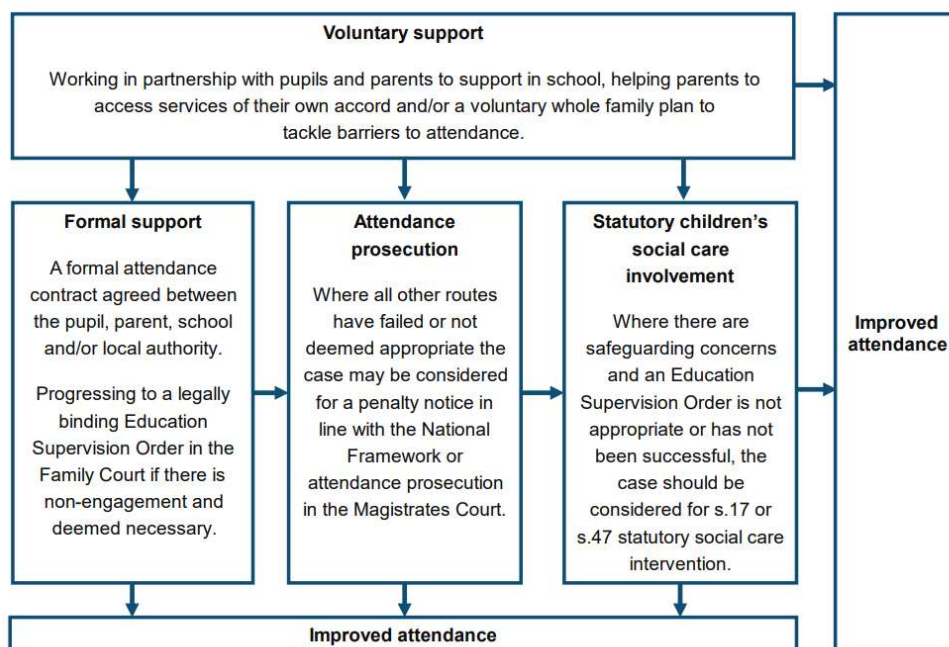 Voluntary support
Working in partnership with pupils and parents to support in school, helping parents to
access services of their own accord and/or a voluntary whole family plan to
tackle barriers to attendance.
Formal support
A formal attendance
contract agreed between
the pupil, parent, school
and/or local authority.
Progressing to a legally
binding Education
Supervision Order in the
Family Court if there is
non-engagement and
deemed necessary.
Attendance
prosecution
Where all other routes
have failed or not
deemed appropriate the
case may be considered
for a penalty notice in
line with the National
Framework or
attendance prosecution
in the Magistrates Court.
Statutory children’s
social care
involvement
Where there are
safeguarding concerns
and an Education
Supervision Order is not
appropriate or has not
been successful, the
case should be
considered for s.17 or
s.47 statutory social care
intervention.
Improved
attendance
Improved attendance